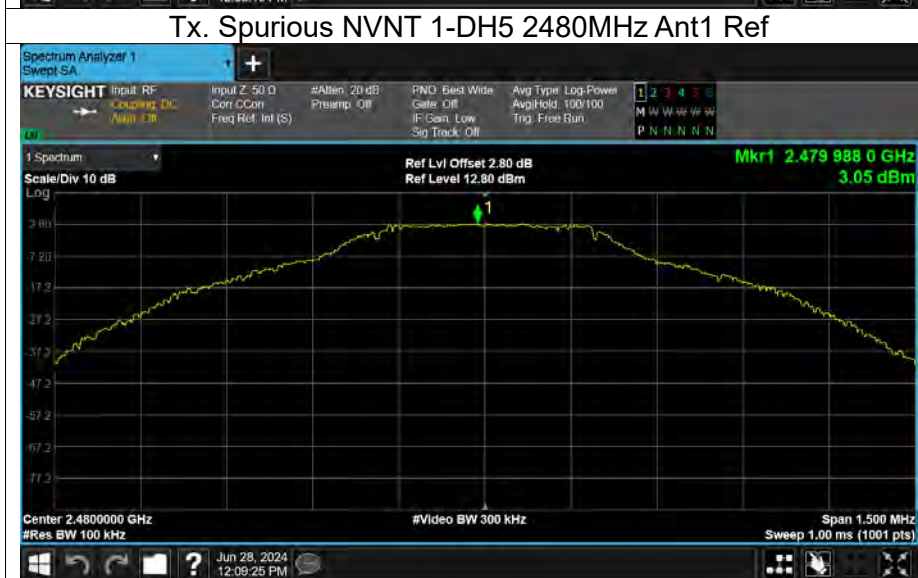 Tx. Spurious NVNT 1-DH5 2480MHz Ant1 Ref
Spectrum Analyzer 1
Swept SA
+
KEYSIGHT Input: RF
Coupling: DC
Align: Off
Input Z: 50 Ω
Corr CCorr
Freq Ref: Int (S)
#Atten: 20 dB
Preamp: Off
PNO: Best Wide
Gate: Off
IF Gain: Low
Sig Track: Off
Avg Type: Log-Power
Avg|Hold: 100/100
Trig: Free Run
1 2 3 4 5 6
M W W W W W W
P N N N N N N
1 Spectrum
Scale/Div 10 dB
Log
Ref Lvl Offset 2.80 dB
Ref Level 12.80 dBm
Mkr1 2.479 988 0 GHz
3.05 dBm
1
2.80
-7.20
-17.2
-27.2
-37.2
-47.2
-57.2
-67.2
-77.2
Center 2.4800000 GHz
#Res BW 100 kHz
#Video BW 300 kHz
Span 1.500 MHz
Sweep 1.00 ms (1001 pts)
?
Jun 28, 2024
12:09:25 PM